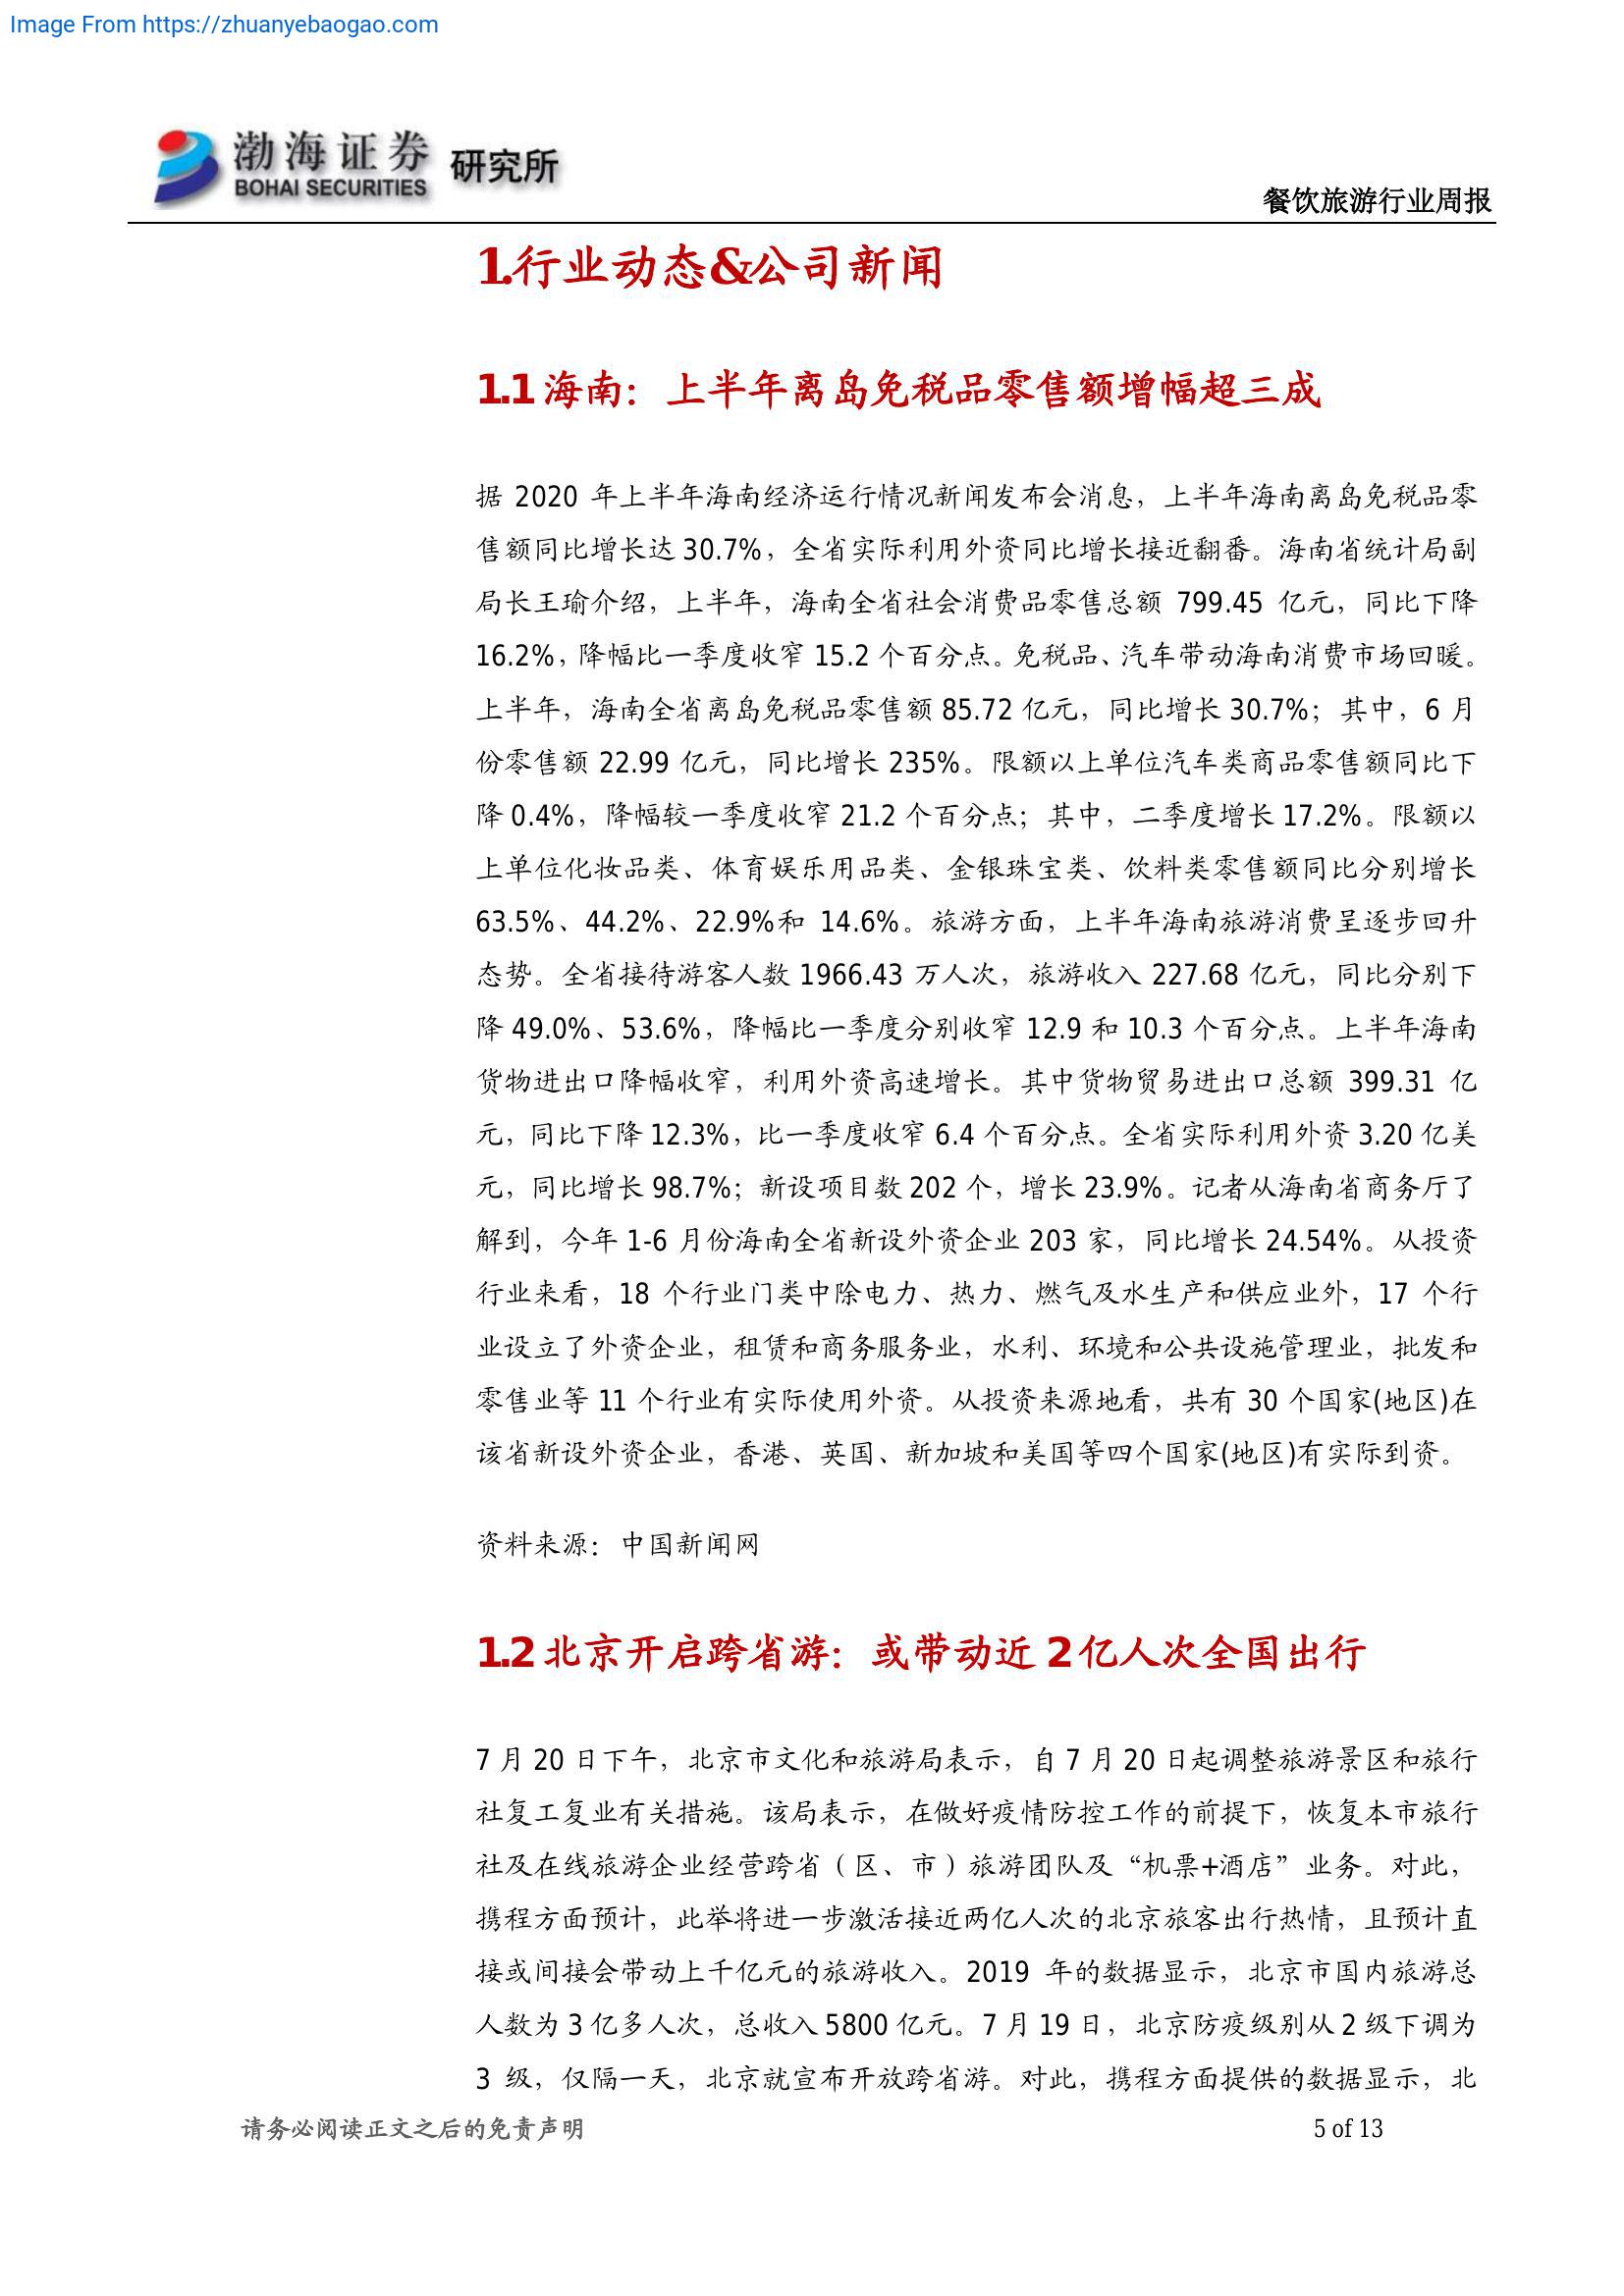 Image From https://zhuanyebaogao.com
渤海证券 研究所
BOHAI SECURITIES
餐饮旅游行业周报
1.行业动态&公司新闻
1.1 海南：上半年离岛免税品零售额增幅超三成
据 2020 年上半年海南经济运行情况新闻发布会消息，上半年海南离岛免税品零
售额同比增长达 30.7%，全省实际利用外资同比增长接近翻番。海南省统计局副
局长王瑜介绍，上半年，海南全省社会消费品零售总额 799.45 亿元，同比下降
16.2%，降幅比一季度收窄 15.2 个百分点。免税品、汽车带动海南消费市场回暖。
上半年，海南全省离岛免税品零售额 85.72 亿元，同比增长 30.7%；其中，6 月
份零售额 22.99 亿元，同比增长 235%。限额以上单位汽车类商品零售额同比下
降 0.4%，降幅较一季度收窄 21.2 个百分点；其中，二季度增长 17.2%。限额以
上单位化妆品类、体育娱乐用品类、金银珠宝类、饮料类零售额同比分别增长
63.5%、44.2%、22.9%和 14.6%。旅游方面，上半年海南旅游消费呈逐步回升
态势。全省接待游客人数 1966.43 万人次，旅游收入 227.68 亿元，同比分别下
降 49.0%、53.6%，降幅比一季度分别收窄 12.9 和 10.3 个百分点。上半年海南
货物进出口降幅收窄，利用外资高速增长。其中货物贸易进出口总额 399.31 亿
元，同比下降 12.3%，比一季度收窄 6.4 个百分点。全省实际利用外资 3.20 亿美
元，同比增长 98.7%；新设项目数 202 个，增长 23.9%。记者从海南省商务厅了
解到，今年 1-6 月份海南全省新设外资企业 203 家，同比增长 24.54%。从投资
行业来看，18 个行业门类中除电力、热力、燃气及水生产和供应业外，17 个行
业设立了外资企业，租赁和商务服务业，水利、环境和公共设施管理业，批发和
零售业等 11 个行业有实际使用外资。从投资来源地看，共有 30 个国家(地区)在
该省新设外资企业，香港、英国、新加坡和美国等四个国家(地区)有实际到资。
资料来源：中国新闻网
1.2 北京开启跨省游：或带动近 2 亿人次全国出行
7 月 20 日下午，北京市文化和旅游局表示，自 7 月 20 日起调整旅游景区和旅行
社复工复业有关措施。该局表示，在做好疫情防控工作的前提下，恢复本市旅行
社及在线旅游企业经营跨省（区、市）旅游团队及“机票+酒店”业务。对此，
携程方面预计，此举将进一步激活接近两亿人次的北京旅客出行热情，且预计直
接或间接会带动上千亿元的旅游收入。2019 年的数据显示，北京市国内旅游总
人数为 3 亿多人次，总收入 5800 亿元。7 月 19 日，北京防疫级别从 2 级下调为
3 级，仅隔一天，北京就宣布开放跨省游。对此，携程方面提供的数据显示，北
请务必阅读正文之后的免责声明
5 of 13